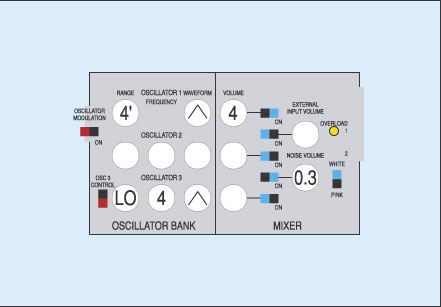 RANGE OSCILLATOR 1 WAVEFORM VOLUME
FREQUENCY
OSCILLATOR
MODULATION
ON
4'
4
ON
EXTERNAL
INPUT VOLUME
OVERLOAD
1
OSCILLATOR 2
ON
NOISE VOLUME
2
WHITE
OSCILLATOR 3
OSC 3
CONTROL
ON
LO
4
0.3
ON
PINK
OSCILLATOR BANK
MIXER